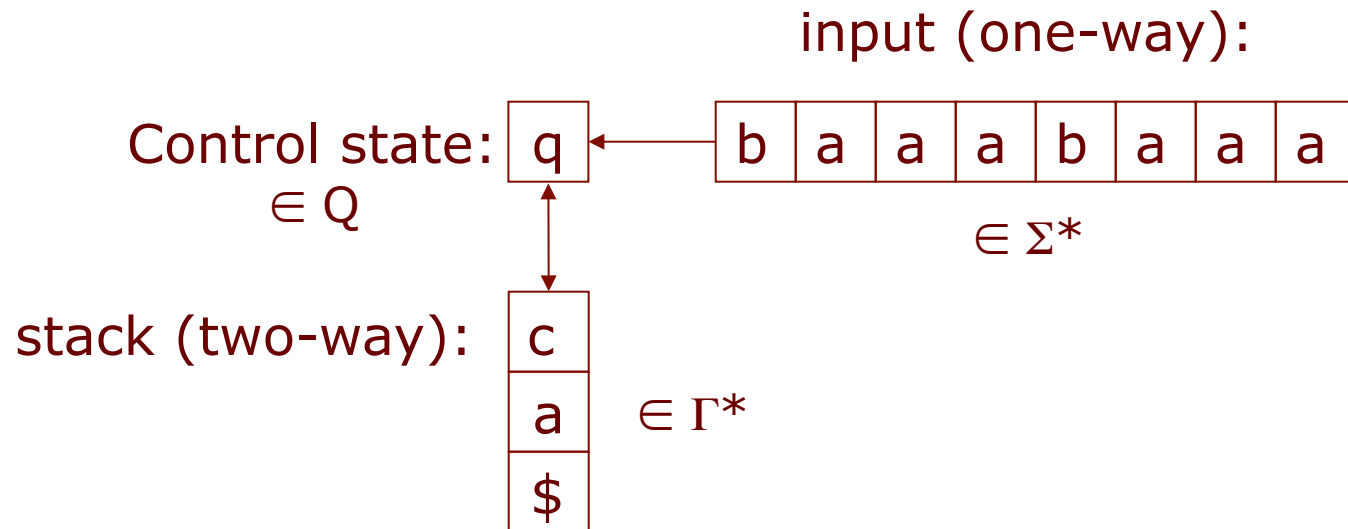 input (one-way):
Control state: q b a a a b a a a
∈ Q
∈ Σ*
stack (two-way): c
a ∈ Γ*
$